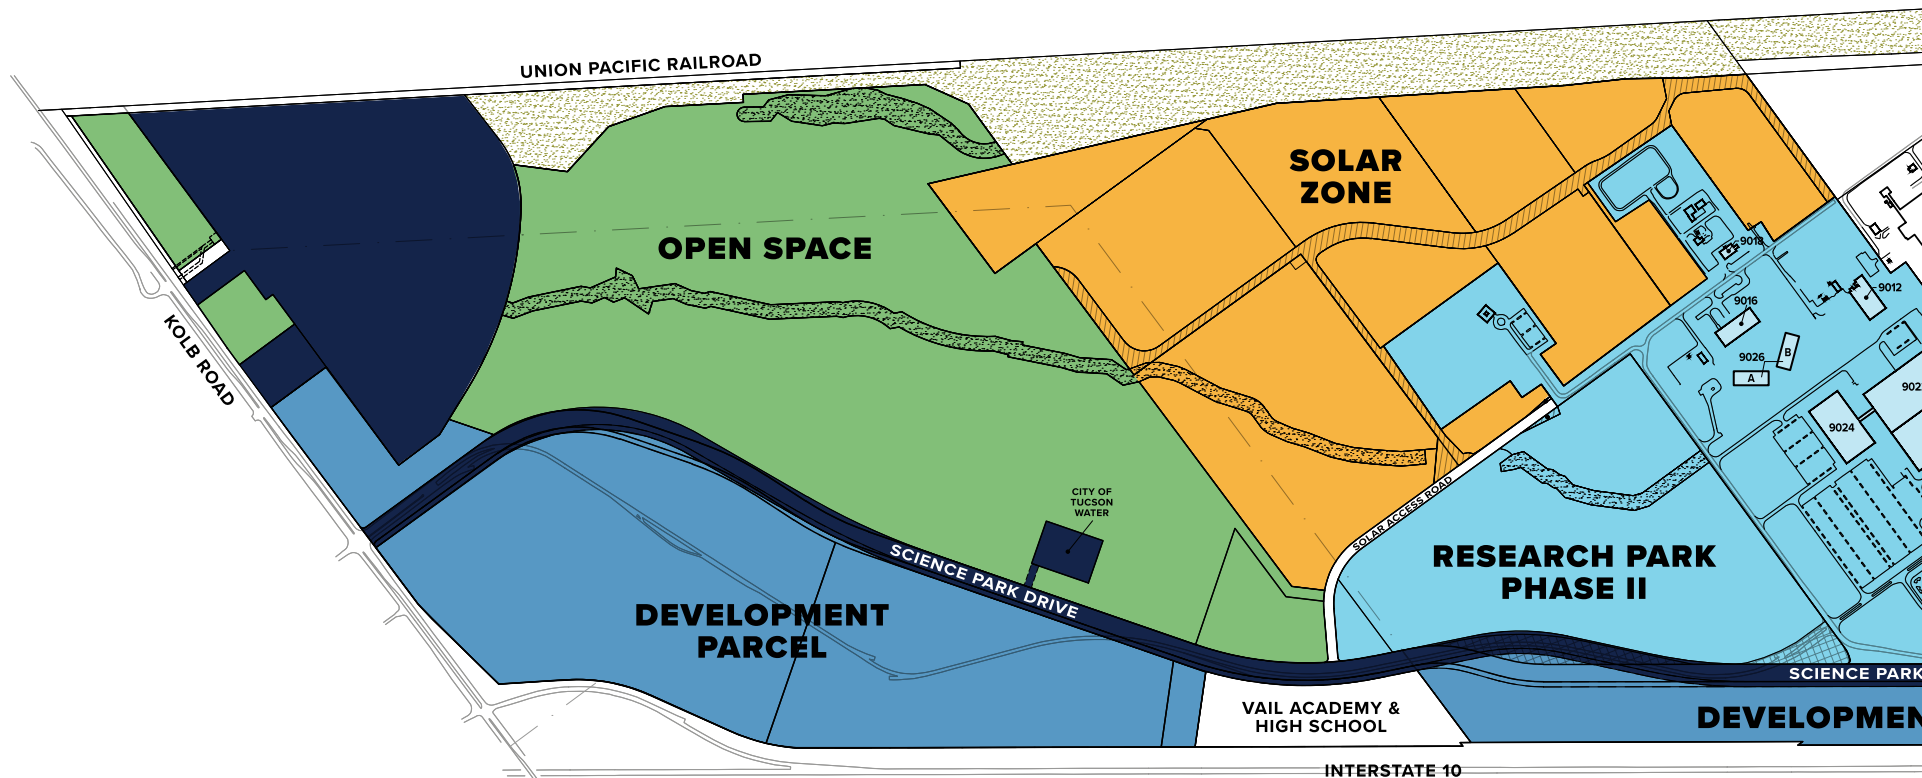 UNION PACIFIC RAILROAD
SOLAR
ZONE
OPEN SPACE
9018
9012
9016
9026
B
A
KOLB ROAD
9024
CITY OF
TUCSON
WATER
SOLAR ACCESS ROAD
SCIENCE PARK DRIVE
RESEARCH PARK
PHASE II
DEVELOPMENT
PARCEL
SCIENCE PARK
VAIL ACADEMY &
HIGH SCHOOL
DEVELOPMEN
INTERSTATE 10